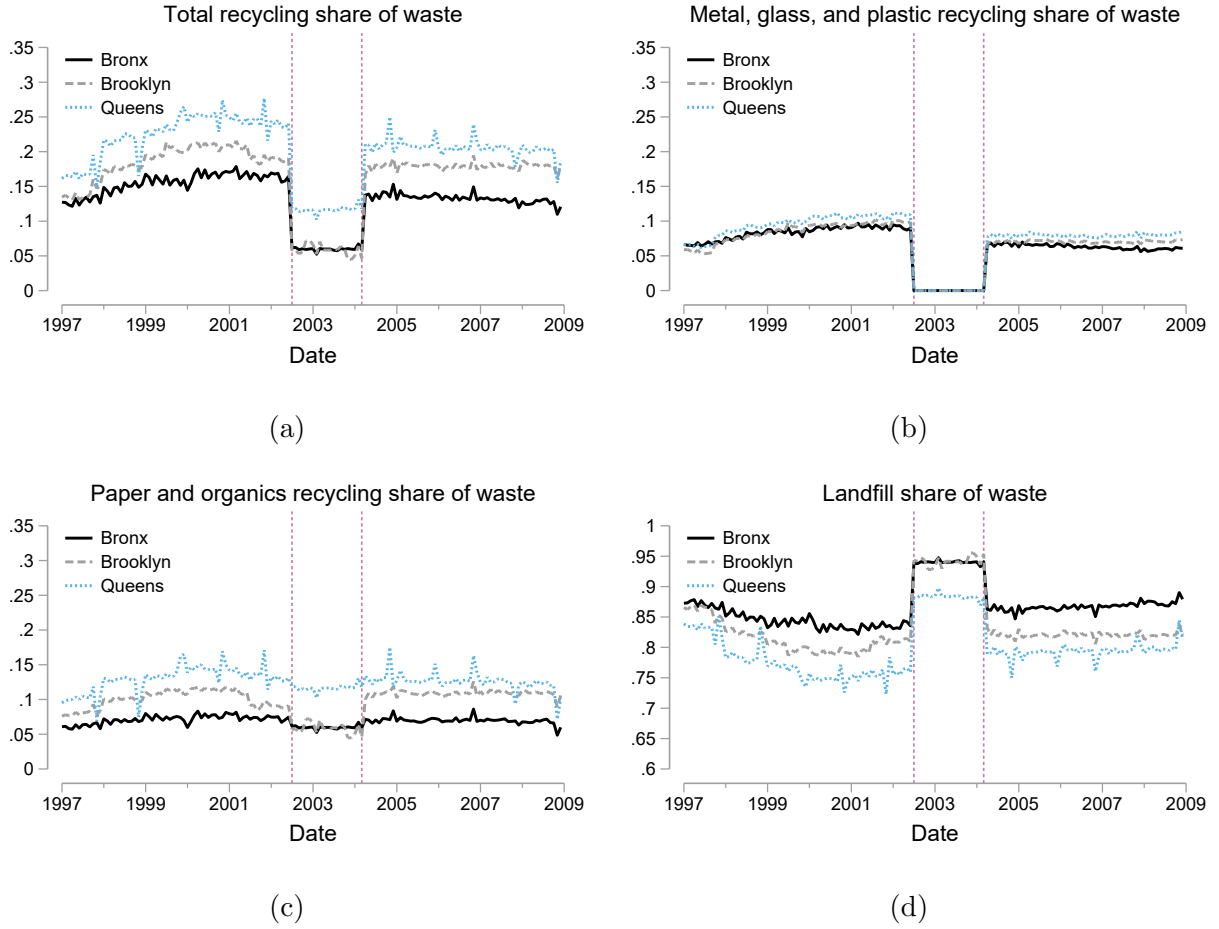 Total recycling share of waste
.35
.3
.25
.2
.15
.1
.05
0
Bronx
Brooklyn
Queens
1997 1999 2001 2003 2005 2007 2009
Date
(a)
Metal, glass, and plastic recycling share of waste
.35
.3
.25
.2
.15
.1
.05
0
Bronx
Brooklyn
Queens
1997 1999 2001 2003 2005 2007 2009
Date
(b)
Paper and organics recycling share of waste
.35
.3
.25
.2
.15
.1
.05
0
Bronx
Brooklyn
Queens
1997 1999 2001 2003 2005 2007 2009
Date
(c)
Landfill share of waste
1
.95
.9
.85
.8
.75
.7
.65
.6
Bronx
Brooklyn
Queens
1997 1999 2001 2003 2005 2007 2009
Date
(d)